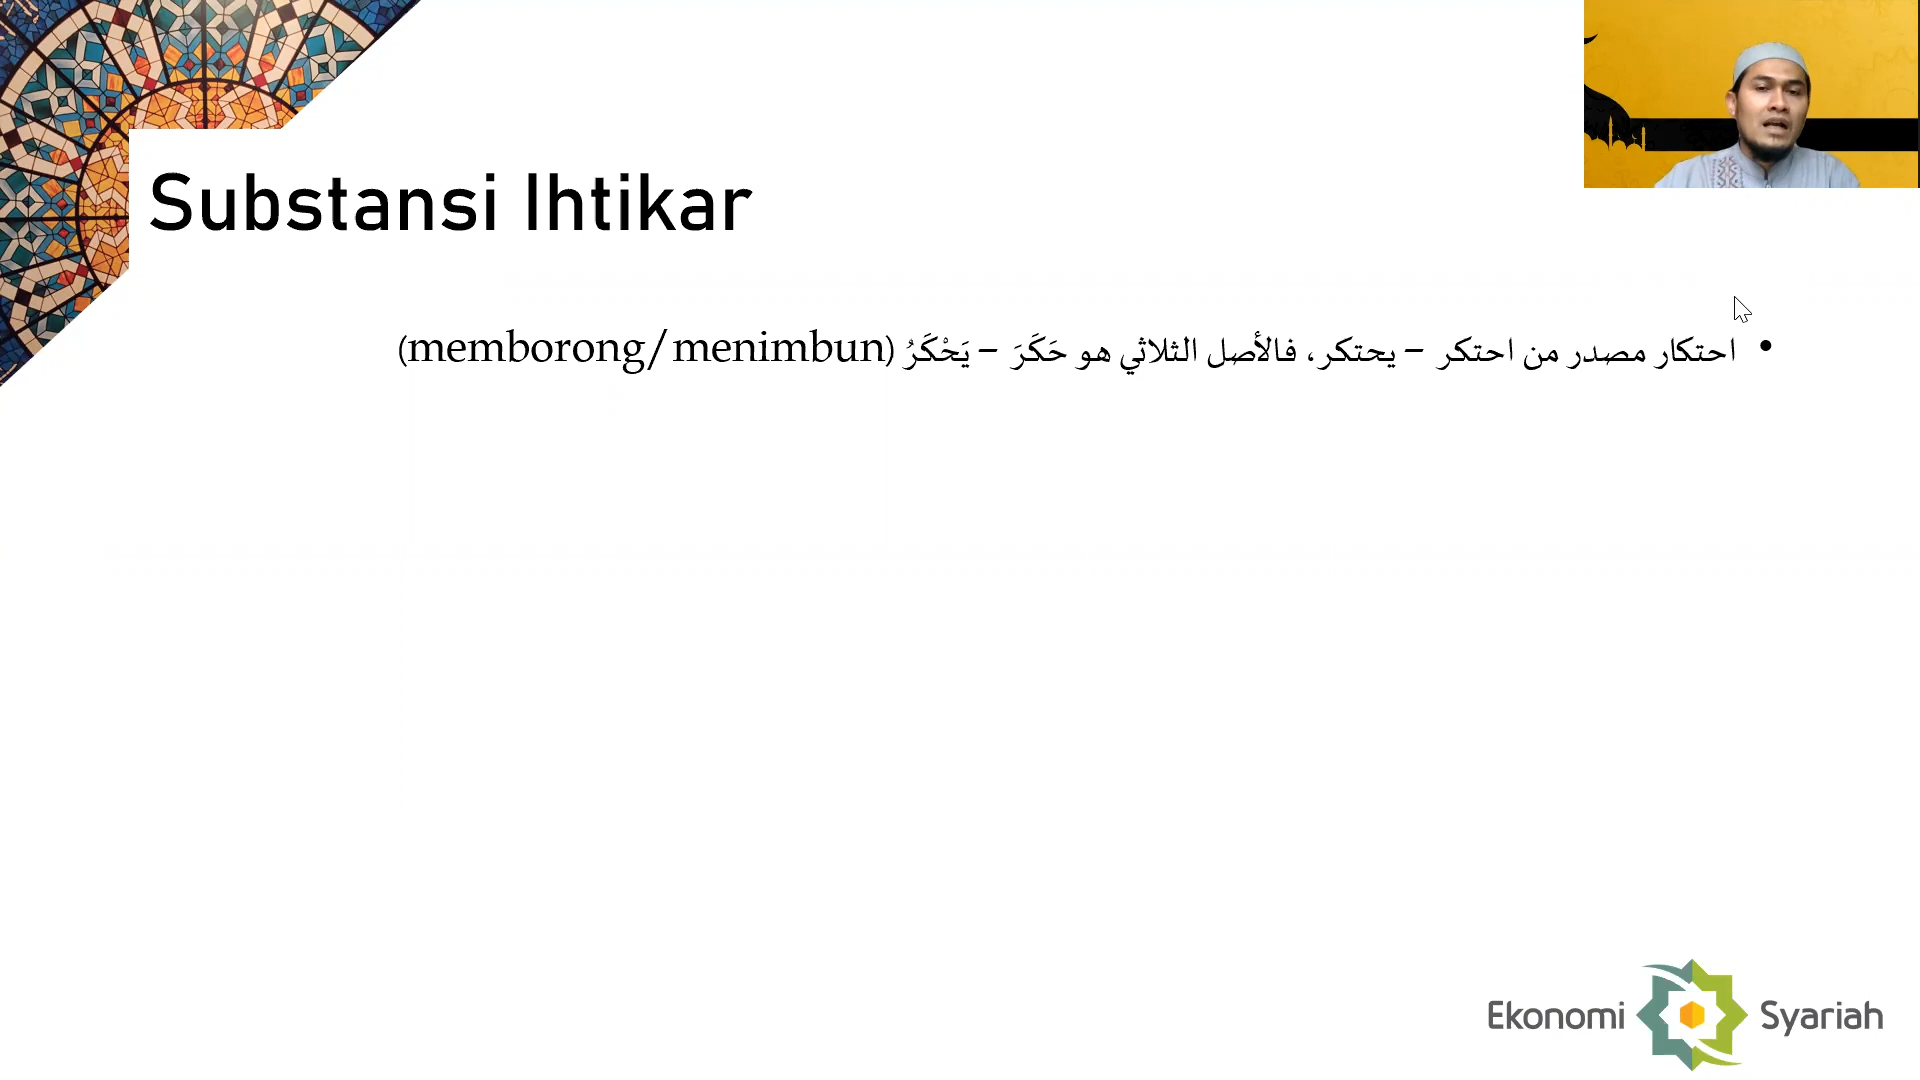 Substansi Ihtikar
• احتكار مصدر من احتكر – يحتكر، فالأصل الثلاثي هو حَكَرَ – يَحْكَرُ (memborong/menimbun)
Ekonomi Syariah